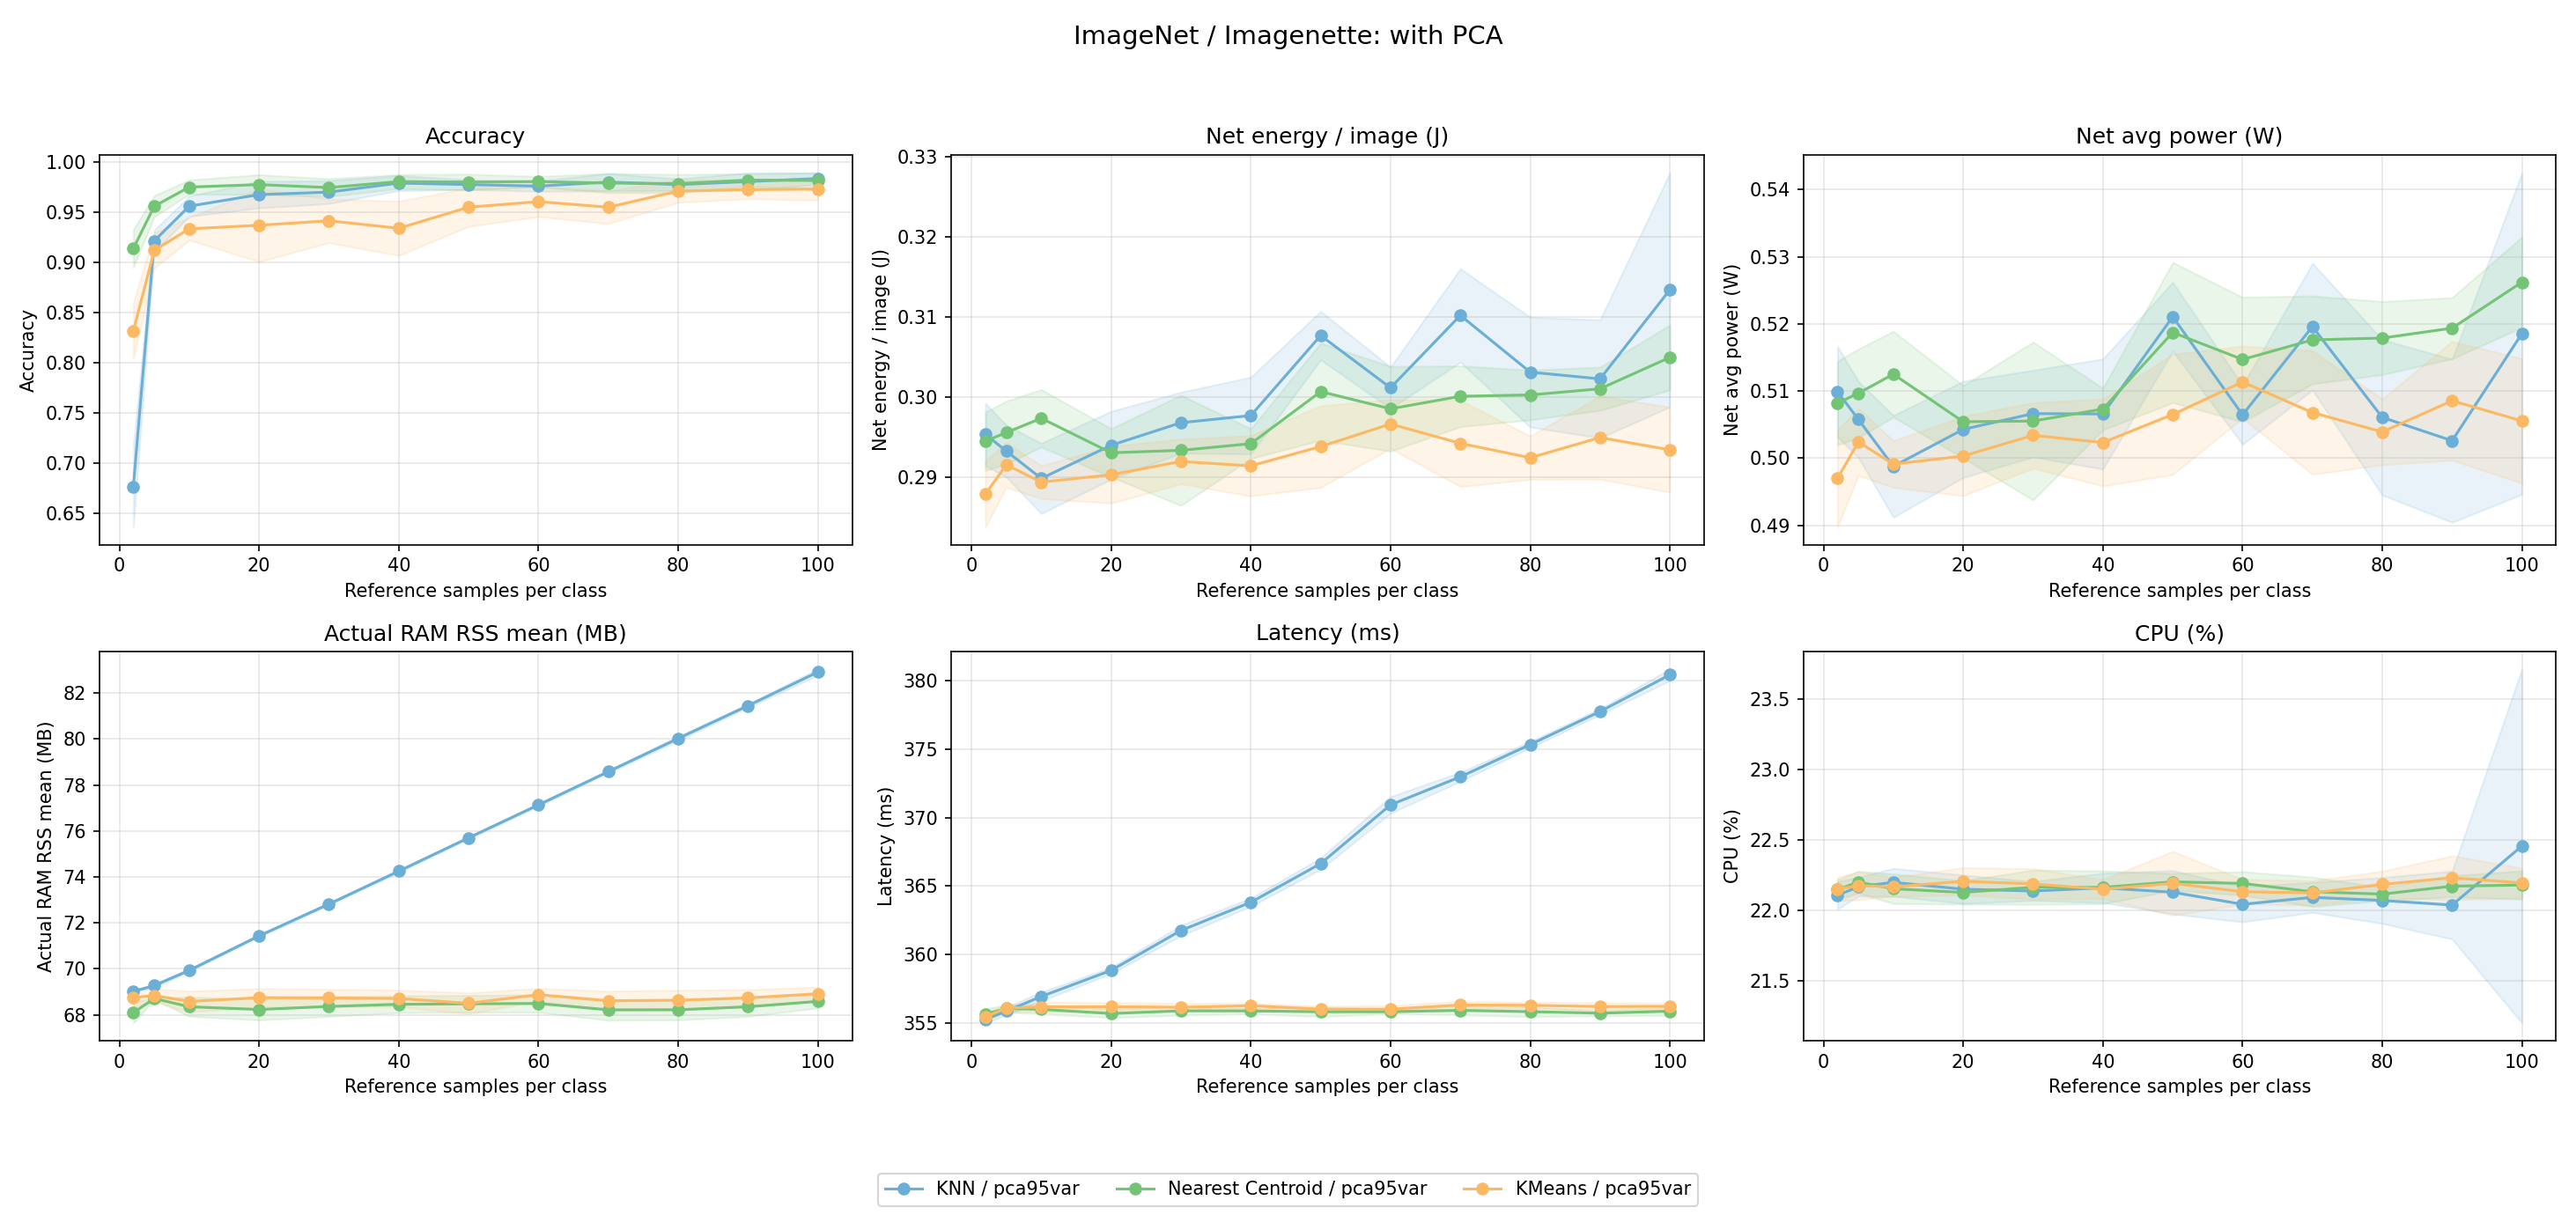 ImageNet / Imagenette: with PCA
Accuracy
Accuracy
1.00
0.95
0.90
0.85
0.80
0.75
0.70
0.65
0 20 40 60 80 100
Reference samples per class
Net energy / image (J)
Net energy / image (J)
0.33
0.32
0.31
0.30
0.29
0 20 40 60 80 100
Reference samples per class
Net avg power (W)
Net avg power (W)
0.54
0.53
0.52
0.51
0.50
0.49
0 20 40 60 80 100
Reference samples per class
Actual RAM RSS mean (MB)
Actual RAM RSS mean (MB)
82
80
78
76
74
72
70
68
0 20 40 60 80 100
Reference samples per class
Latency (ms)
Latency (ms)
380
375
370
365
360
355
0 20 40 60 80 100
Reference samples per class
CPU (%)
CPU (%)
23.5
23.0
22.5
22.0
21.5
0 20 40 60 80 100
Reference samples per class
KNN / pca95var Nearest Centroid / pca95var KMeans / pca95var